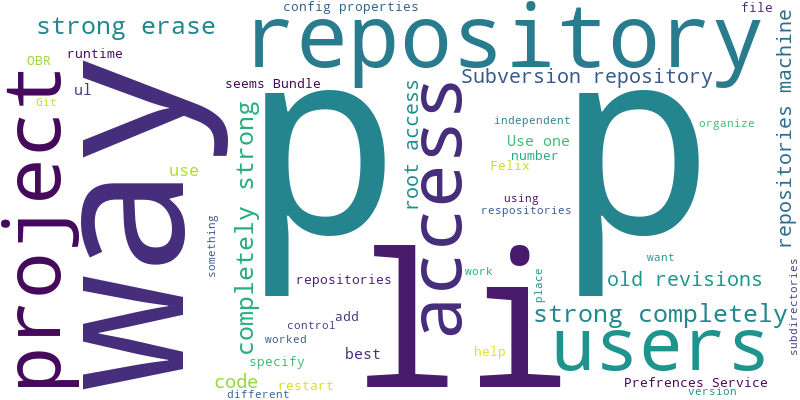 config properties
file
strong erase
repository
OBR
runtime
Subversion repository
seems Bundle
ul
Git
project
way
p p
access
root access
completely strong
repositories machine
independent
organize
Use one
number
Felix
use
using
respositories
something
want
li
repositories
work
place
old revisions
subdirectories
add
control
strong completely
worked
best
users
help
specify
code
restart
different
Prefrences Service
version